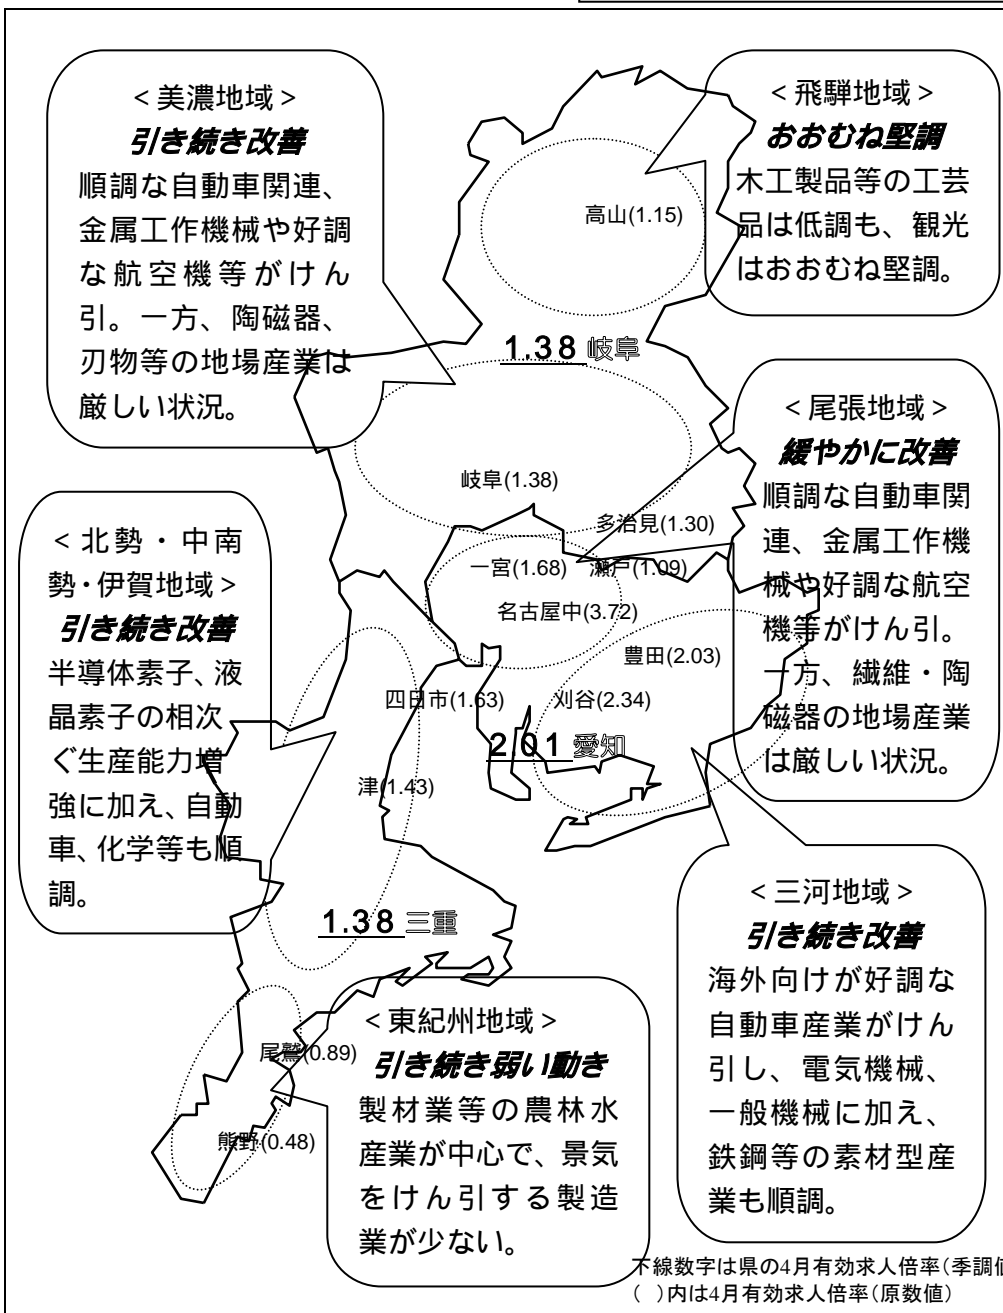 <美濃地域>
引き続き改善
順調な自動車関連、
金属工作機械や好調
な航空機等がけん
引。一方、陶磁器、
刃物等の地場産業は
厳しい状況。
<飛騨地域>
おおむね堅調
木工製品等の工芸
品は低調も、観光
はおおむね堅調。
高山(1.15)
1.38 岐阜
岐阜(1.38)
多治見(1.30)
<尾張地域>
緩やかに改善
順調な自動車関
連、金属工作機
械や好調な航空
機等がけん引。
一方、繊維・陶
磁器の地場産業
は厳しい状況。
一宮(1.68)
瀬戸(1.09)
名古屋中(3.72)
豊田(2.03)
四日市(1.63)
刈谷(2.34)
2.01 愛知
<北勢・中南
勢・伊賀地域>
引き続き改善
半導体素子、液
晶素子の相次
ぐ生産能力増
強に加え、自動
車、化学等も順
調。
津(1.43)
1.38 三重
<三河地域>
引き続き改善
海外向けが好調な
自動車産業がけん
引し、電気機械、
一般機械に加え、
鉄鋼等の素材型産
業も順調。
尾鷲(0.89)
熊野(0.48)
<東紀州地域>
引き続き弱い動き
製材業等の農林水
産業が中心で、景気
をけん引する製造
業が少ない。
下線数字は県の4月有効求人倍率(季調値
( )内は4月有効求人倍率(原数値)